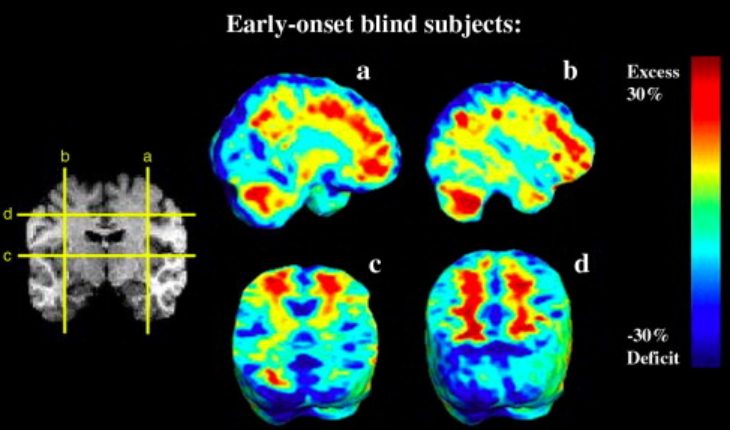 Early-onset blind subjects:
a
b
Excess
30%
b
a
d
c
c
d
-30%
Deficit